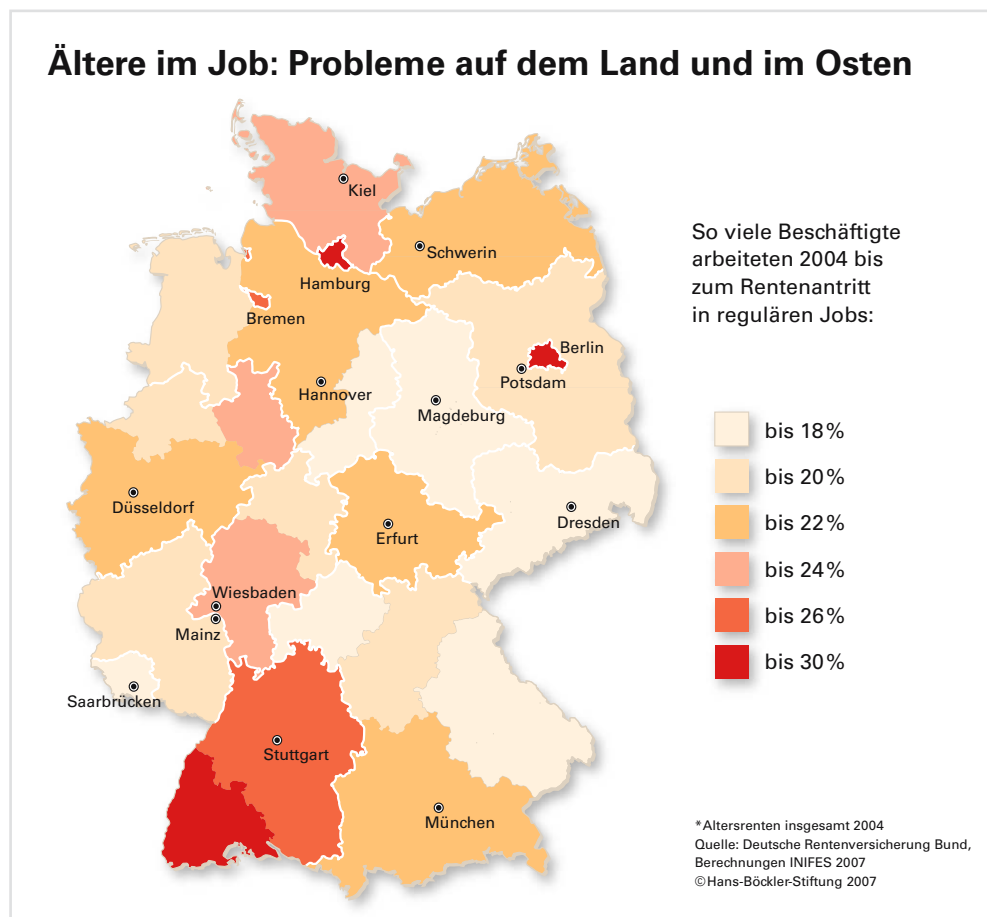 Ältere im Job: Probleme auf dem Land und im Osten
Kiel
Schwerin
Hamburg
Bremen
Berlin
Potsdam
Hannover
Magdeburg
Düsseldorf
Dresden
Erfurt
Wiesbaden
Mainz
Saarbrücken
Stuttgart
München
So viele Beschäftigte
arbeiteten 2004 bis
zum Rentenantritt
in regulären Jobs:
bis 18%
bis 20%
bis 22%
bis 24%
bis 26%
bis 30%
*Altersrenten insgesamt 2004
Quelle: Deutsche Rentenversicherung Bund,
Berechnungen INIFES 2007
©Hans-Böckler-Stiftung 2007